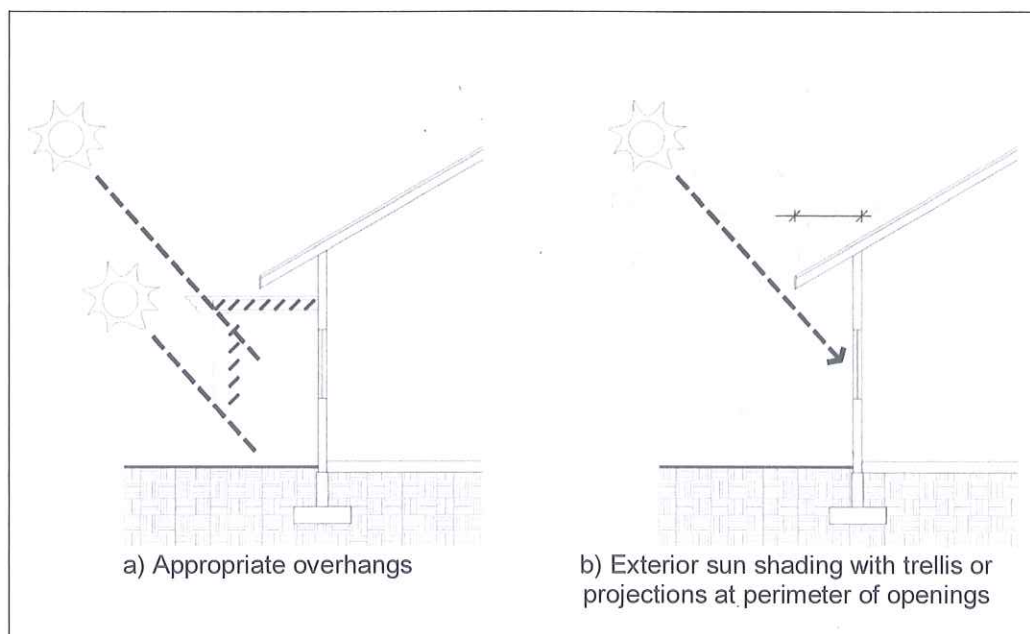 a) Appropriate overhangs
b) Exterior sun shading with trellis or
projections at perimeter of openings